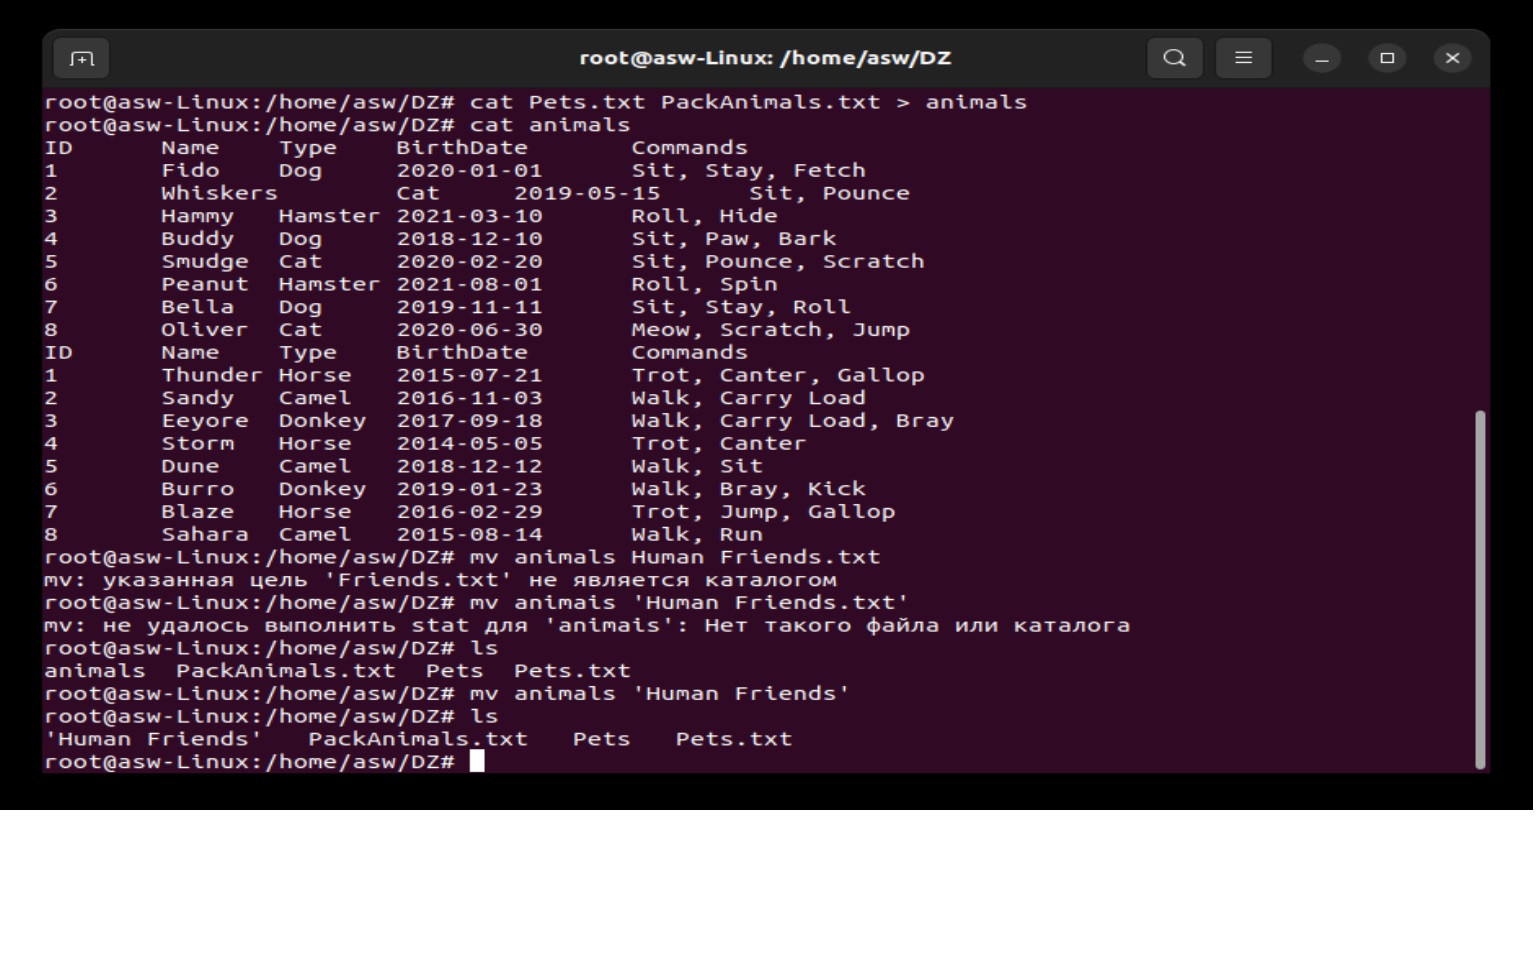 root@asw-Linux: /home/asw/DZ
root@asw-Linux:/home/asw/DZ# cat Pets.txt PackAnimals.txt > animals
root@asw-Linux:/home/asw/DZ# cat animals
ID Name Type BirthDate Commands
1 Fido Dog 2020-01-01 Sit, Stay, Fetch
2 Whiskers Cat 2019-05-15 Sit, Pounce
3 Hammy Hamster 2021-03-10 Roll, Hide
4 Buddy Dog 2018-12-10 Sit, Paw, Bark
5 Smudge Cat 2020-02-20 Sit, Pounce, Scratch
6 Peanut Hamster 2021-08-01 Roll, Spin
7 Bella Dog 2019-11-11 Sit, Stay, Roll
8 Oliver Cat 2020-06-30 Meow, Scratch, Jump
ID Name Type BirthDate Commands
1 Thunder Horse 2015-07-21 Trot, Canter, Gallop
2 Sandy Camel 2016-11-03 Walk, Carry Load
3 Eeyore Donkey 2017-09-18 Walk, Carry Load, Bray
4 Storm Horse 2014-05-05 Trot, Canter
5 Dune Camel 2018-12-12 Walk, Sit
6 Burro Donkey 2019-01-23 Walk, Bray, Kick
7 Blaze Horse 2016-02-29 Trot, Jump, Gallop
8 Sahara Camel 2015-08-14 Walk, Run
root@asw-Linux:/home/asw/DZ# mv animals Human Friends.txt
mv: указанная цель 'Friends.txt' не является каталогом
root@asw-Linux:/home/asw/DZ# mv animais 'Human Friends.txt'
mv: не удалось выполнить stat для 'animais': Нет такого файла или каталога
root@asw-Linux:/home/asw/DZ# ls
animals PackAnimals.txt Pets Pets.txt
root@asw-Linux:/home/asw/DZ# mv animals 'Human Friends'
root@asw-Linux:/home/asw/DZ# ls
'Human Friends' PackAnimals.txt Pets Pets.txt
root@asw-Linux:/home/asw/DZ#